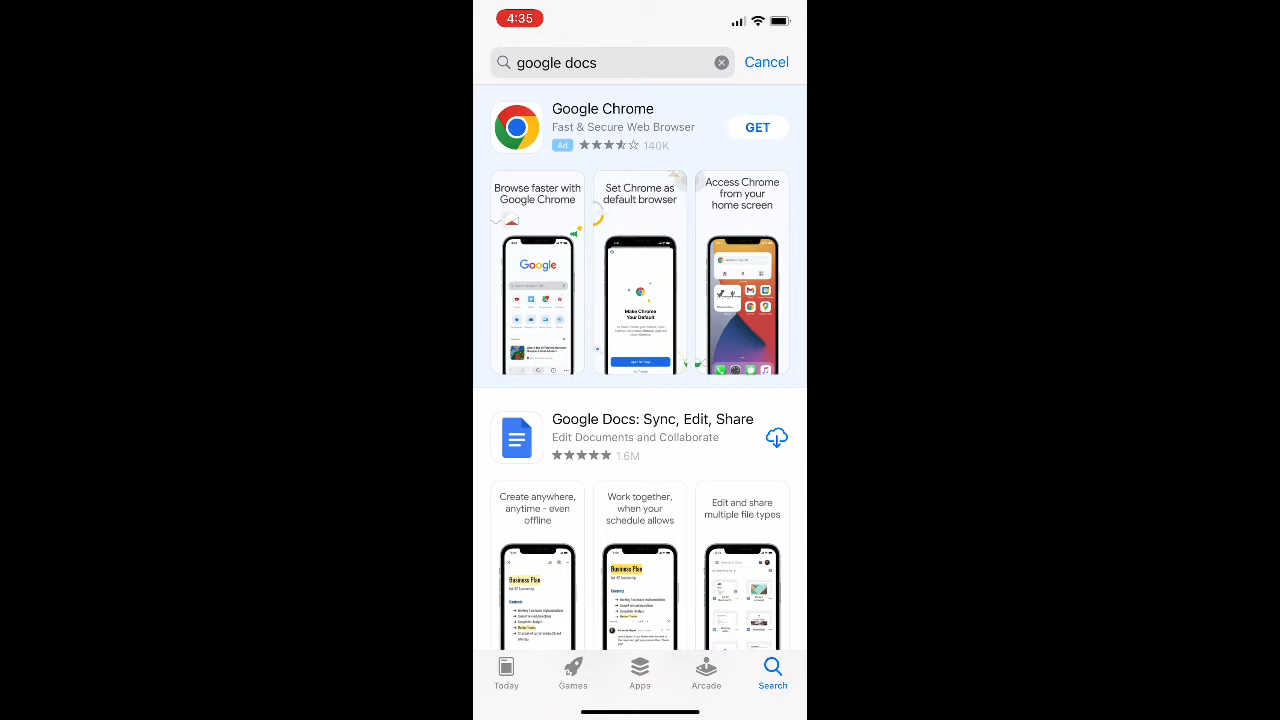 4:35
google docs
Cancel
Google Chrome
Fast & Secure Web Browser
GET
Ad
140K
Browse faster with
Google Chrome
Set Chrome as
default browser
Access Chrome
from your
home screen
Google
Make Chrome
Your Default
Google Docs: Sync, Edit, Share
Edit Documents and Collaborate
1.6M
Create anywhere,
anytime - even
offline
Work together,
when your
schedule allows
Edit and share
multiple file types
Business Plan
Business Plan
Today
Games
Apps
Arcade
Search